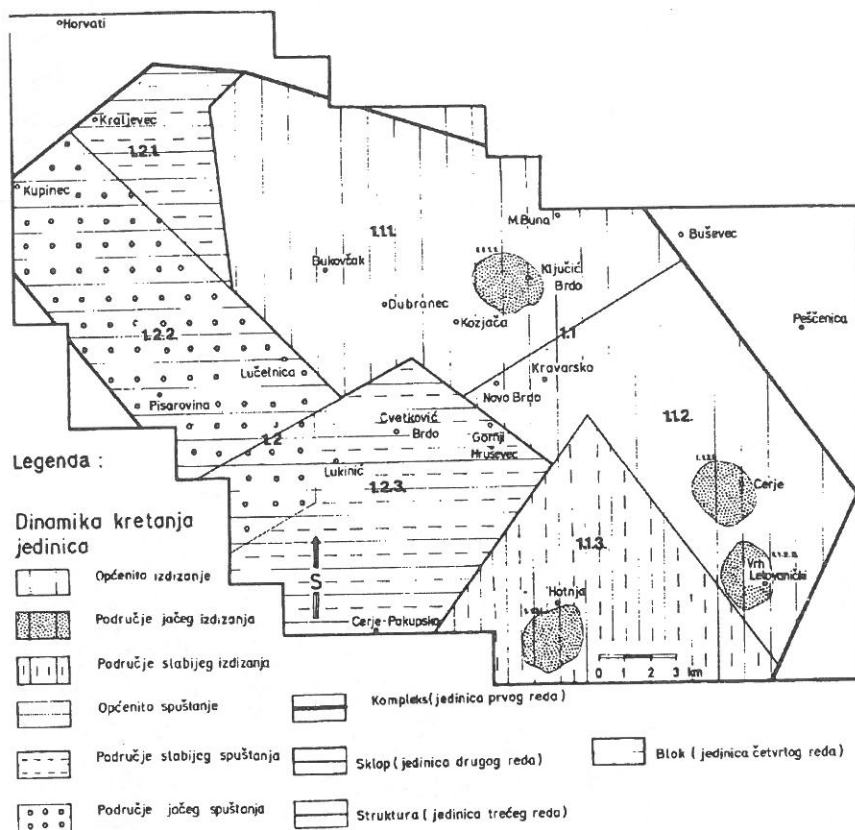 Horvati
Kraljevec
1.2.1.
Kupinec
M.Buna
Buševec
1.1.1.
Bukovčak
Ključić
Brdo
Dubranec
Kozjača
Pešćenica
1.1
1.2.2.
Lučelnica
Kravarsko
Novo Brdo
Pisarovina
1.1.2.
Cvetković
Brdo
Gornji
Hruševec
1.2
Lukinić
1.2.3.
Cerje
1.1.3.
Vrh
Letovanićki
S
Hotnja
Cerje-Pokupsko
0 1 2 3
km
Legenda :
Dinamika kretanja
jedinica
Općenito izdizanje
Područje jačeg izdizanja
Područje slabijeg izdizanja
Općenito spuštanje
Područje slabijeg spuštanja
Područje jačeg spuštanja
Kompleks(jedinica prvog reda)
Sklop(jedinica drugog reda)
Struktura(jedinica trećeg reda)
Blok(jedinica četvrtog reda)